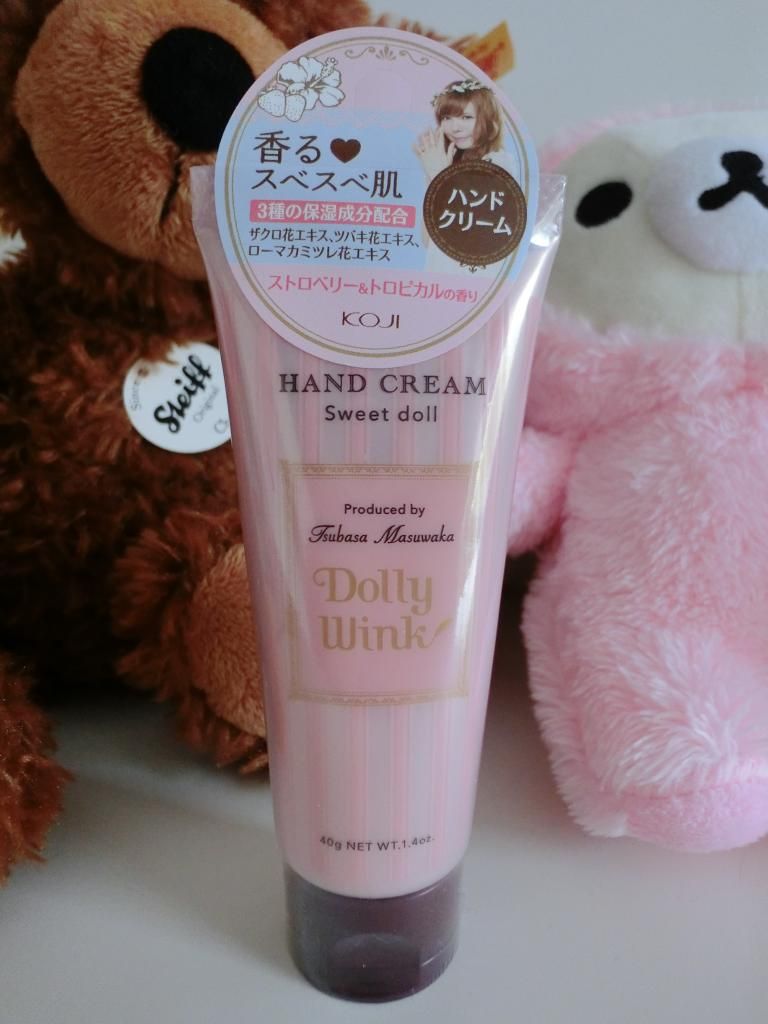 香る♥
スベスベ肌
3種の保湿成分配合
ザクロ花エキス、ツバキ花エキス、
ローマカミツレ花エキス
ハンド
クリーム
ストロベリー&トロピカルの香り
KOJI
HAND CREAM
Sweet doll
Produced by
Tsubasa Masuwaka
Dolly
Wink
40g NET WT.1.4oz.
Steiff
Original
Since